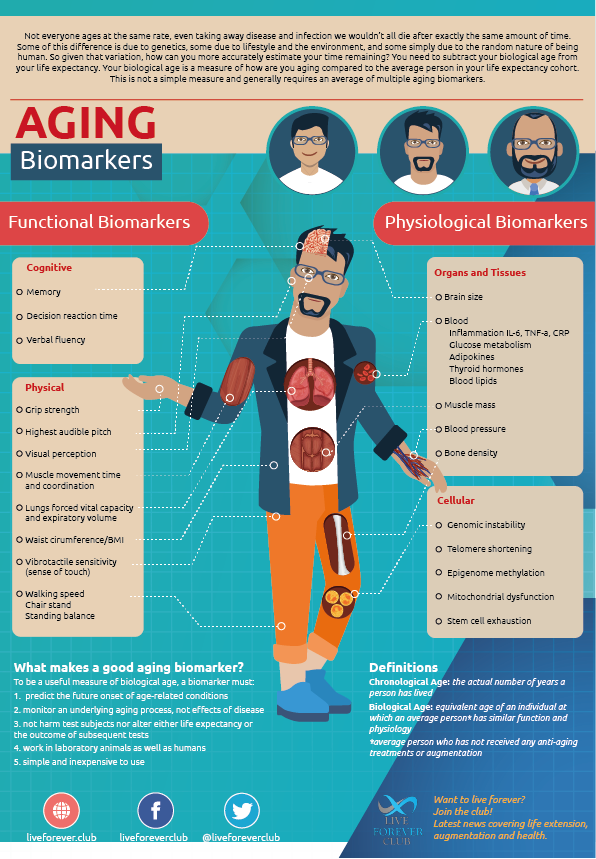 Not everyone ages at the same rate, even taking away disease and infection we wouldn't all die after exactly the same amount of time.
Some of this difference is due to genetics, some due to lifestyle and the environment, and some simply due to the random nature of being
human. So given that variation, how can you more accurately estimate your time remaining? You need to subtract your biological age from
your life expectancy. Your biological age is a measure of how are you aging compared to the average person in your life expectancy cohort.
This is not a simple measure and generally requires an average of multiple aging biomarkers.
AGING
Biomarkers
Functional Biomarkers
Cognitive
Memory
Decision reaction time
Verbal fluency
Physical
Grip strength
Highest audible pitch
Visual perception
Muscle movement time
and coordination
Lungs forced vital capacity
and expiratory volume
Waist cirumference/BMI
Vibrotactile sensitivity
(sense of touch)
Walking speed
Chair stand
Standing balance
Physiological Biomarkers
Organs and Tissues
Brain size
Blood
Inflammation IL-6, TNF-a, CRP
Glucose metabolism
Adipokines
Thyroid hormones
Blood lipids
Muscle mass
Blood pressure
Bone density
Cellular
Genomic instability
Telomere shortening
Epigenome methylation
Mitochondrial dysfunction
Stem cell exhaustion
What makes a good aging biomarker?
To be a useful measure of biological age, a biomarker must:
1. predict the future onset of age-related conditions
2. monitor an underlying aging process, not effects of disease
3. not harm test subjects nor alter either life expectancy or
the outcome of subsequent tests
4. work in laboratory animals as well as humans
5. simple and inexpensive to use
Definitions
Chronological Age: the actual number of years a
person has lived
Biological Age: equivalent age of an individual at
which an average person* has similar function and
physiology
*average person who has not received any anti-aging
treatments or augmentation
liveforever.club
liveforeverclub
@liveforeverclub
LIVE
FOREVER
CLUB
Want to live forever?
Join the club!
Latest news covering life extension,
augmentation and health.